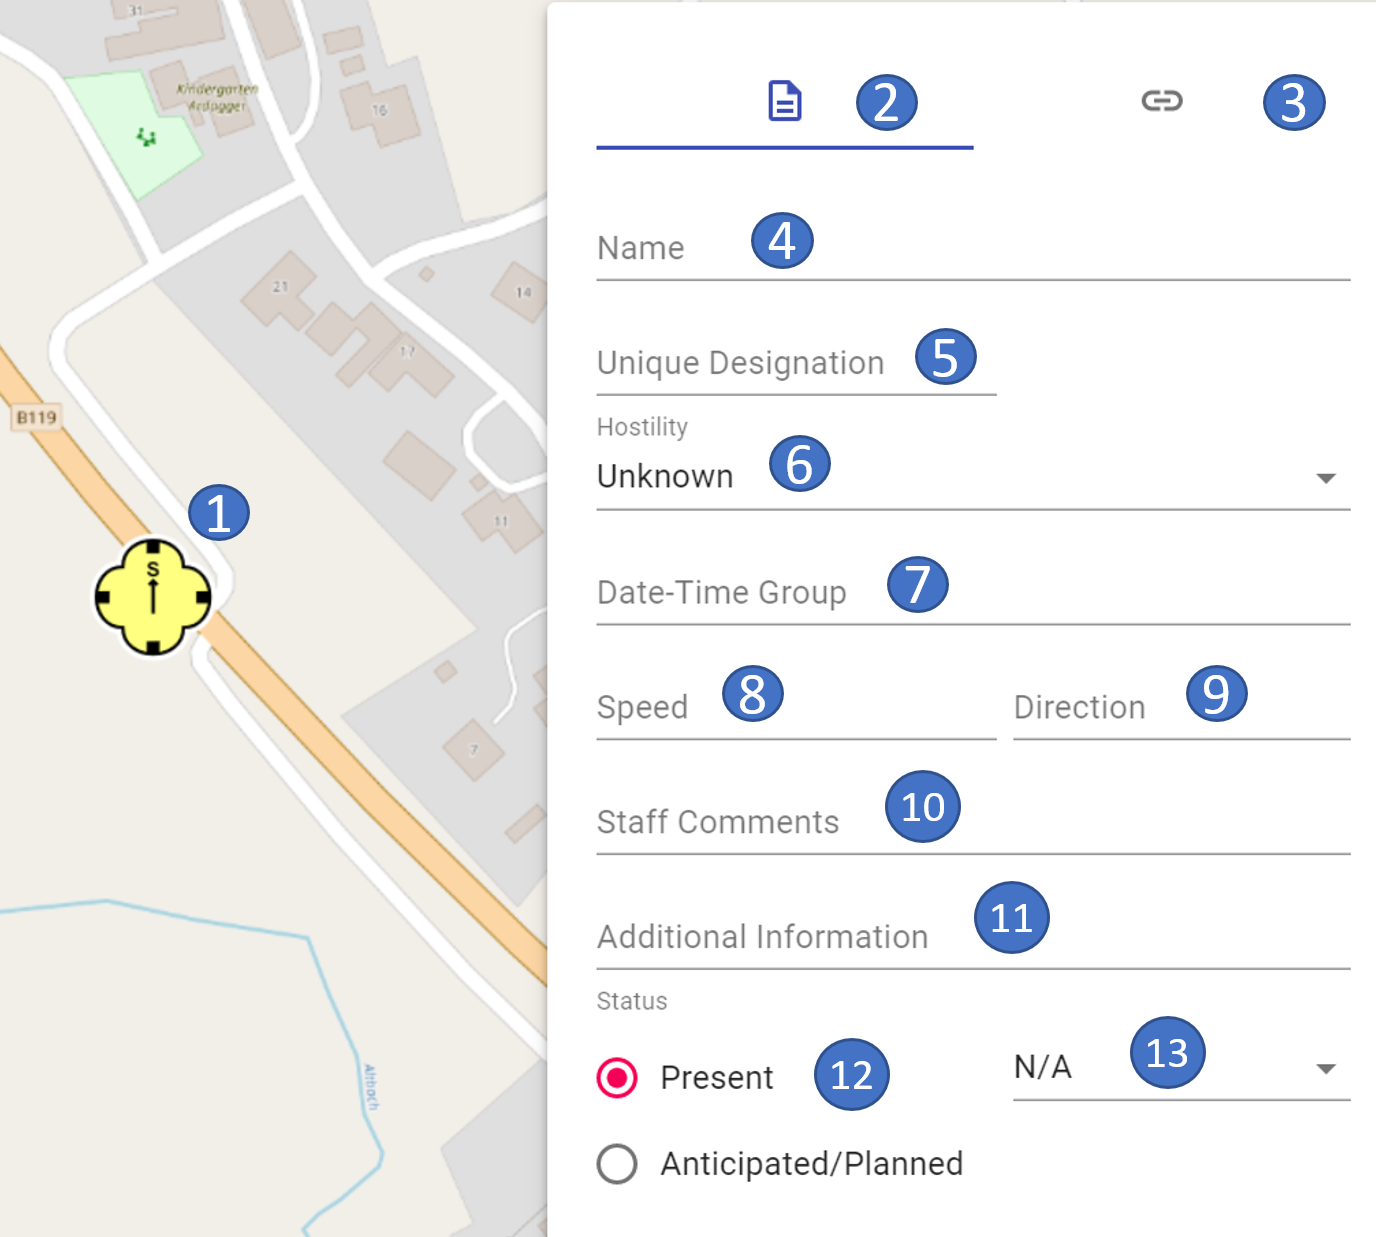 31
Kindergarten
Ardagger
16
21
14
17
B119
11
1
S
7
Altbach
2
3
Name 4
Unique Designation 5
Hostility
Unknown 6
Date-Time Group 7
Speed 8 Direction 9
Staff Comments 10
Additional Information 11
Status
Present 12 N/A 13
Anticipated/Planned